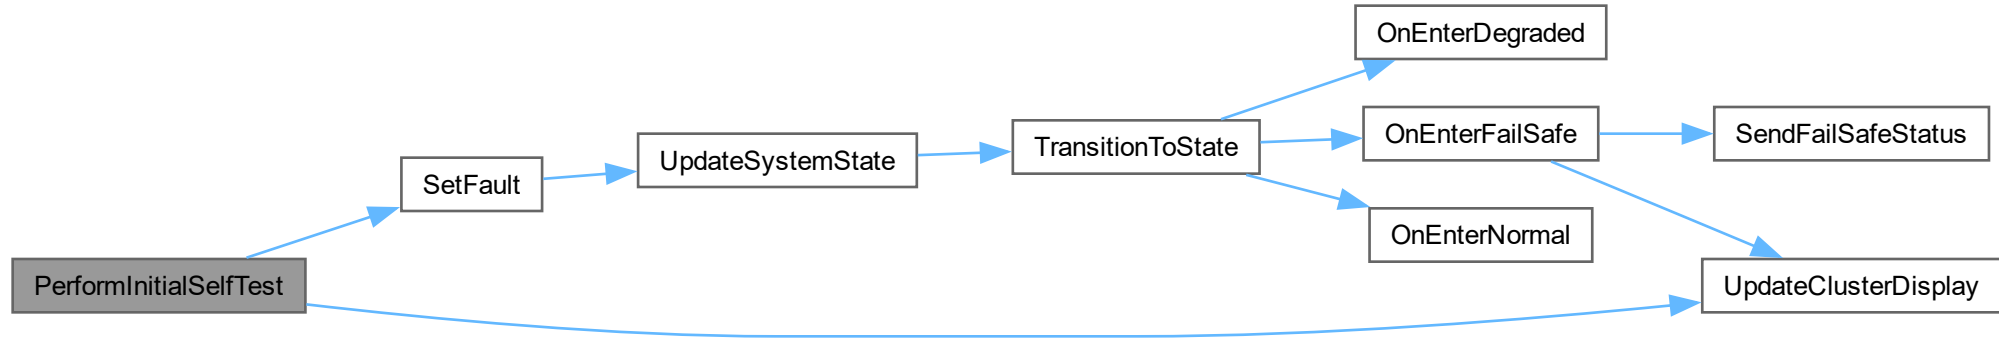 OnEnterDegraded
OnEnterFailSafe
SendFailSafeStatus
TransitionToState
UpdateSystemState
SetFault
OnEnterNormal
PerformInitialSelfTest
UpdateClusterDisplay